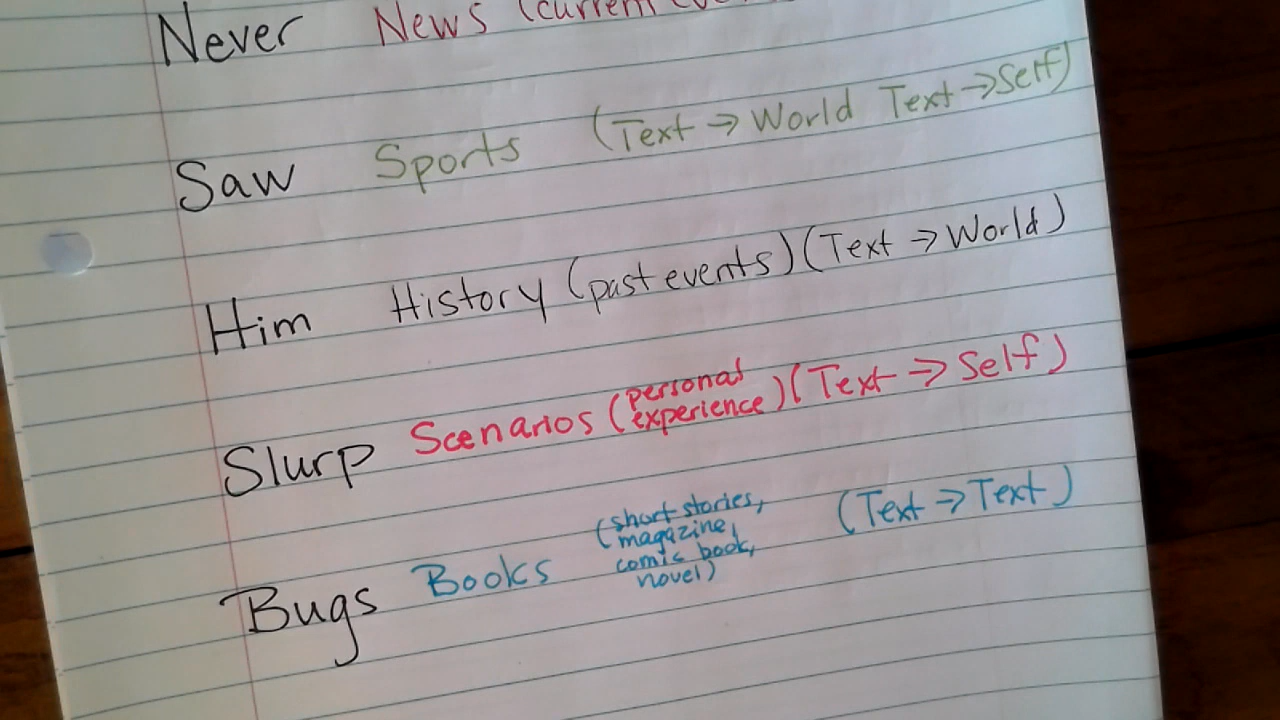 Never News (current
Saw Sports (Text → World Text → Self)
Him History (past events) (Text → World)
Slurp Scenarios (personal experience) (Text → Self)
Bugs Books (short stories, magazine, comic book, novel) (Text → Text)